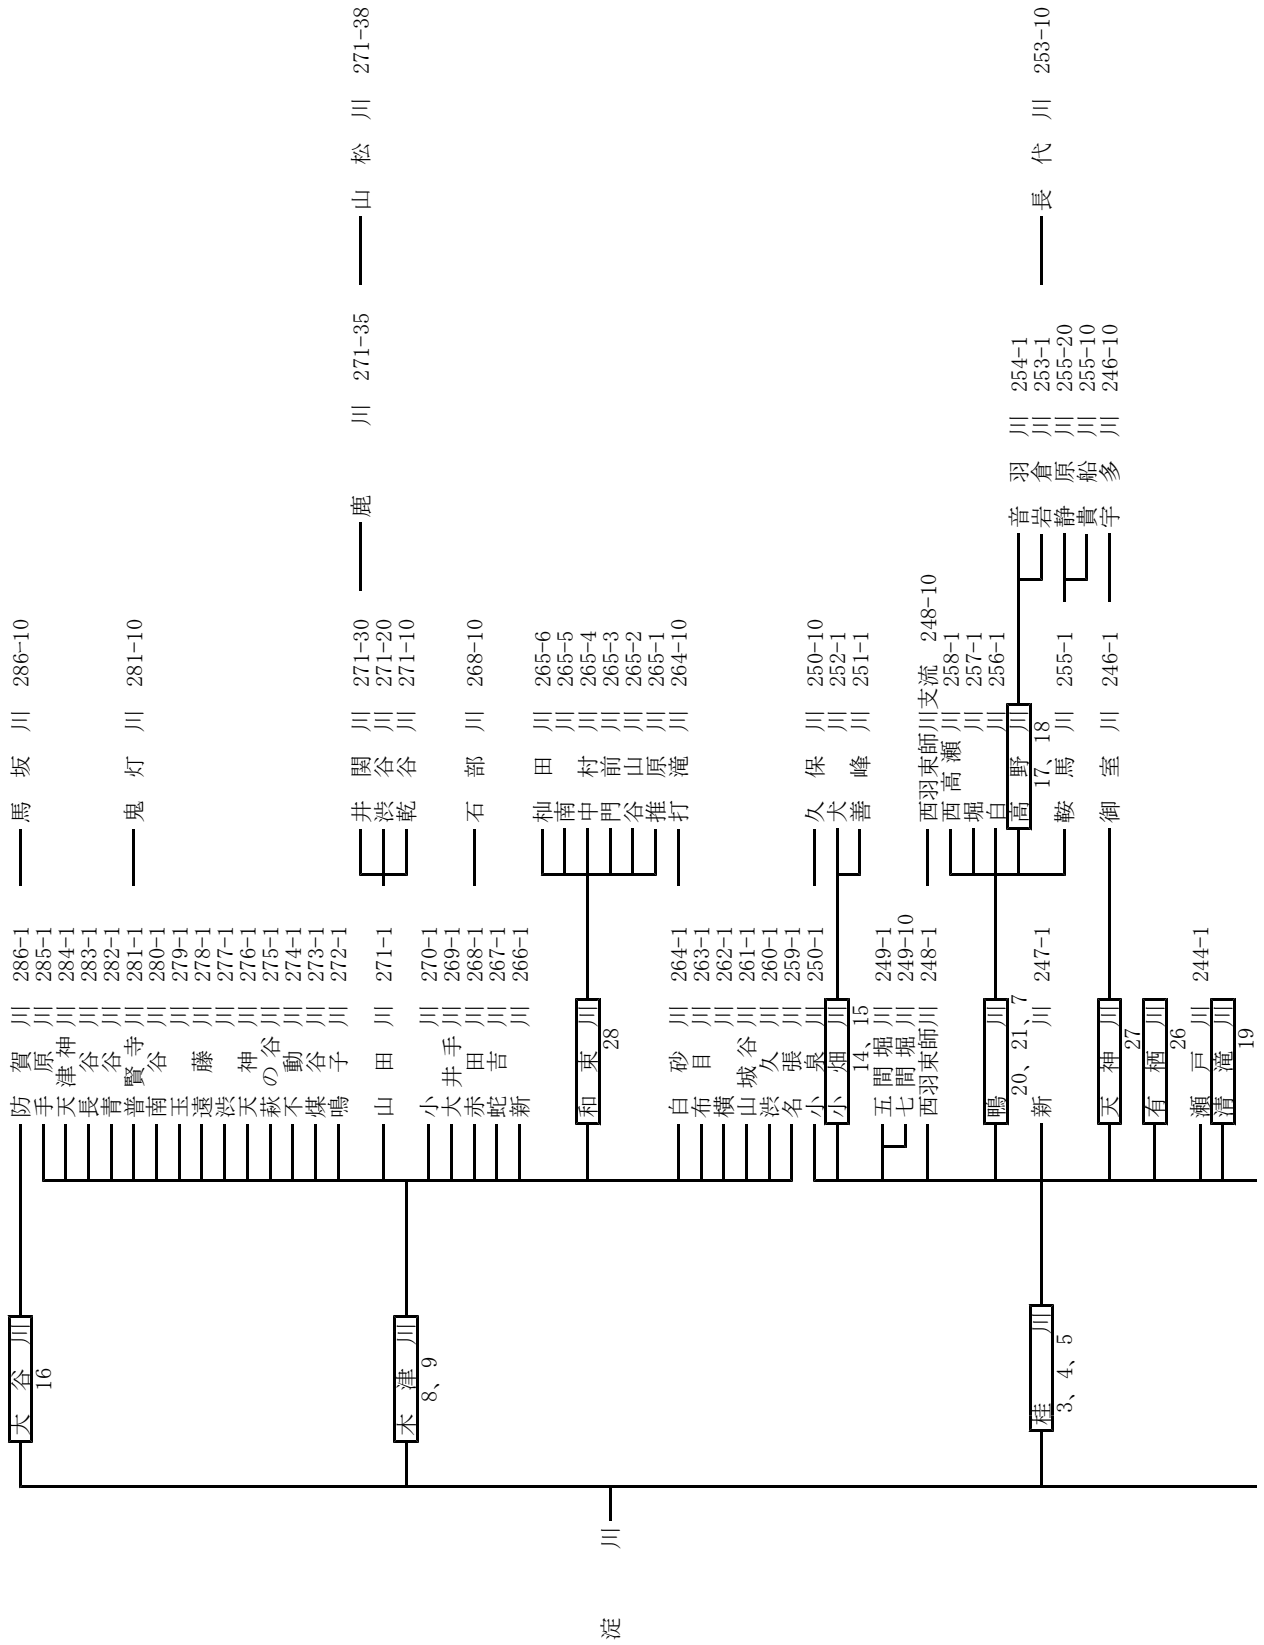 淀 川
大 谷 川
16
防 賀 川 286-1
馬 坂 川 286-10
木 津 川
8、9
手 原 川 285-1
天 津 神 川 284-1
長 谷 川 283-1
青 谷 川 282-1
普 賢 寺 川 281-1
鬼 灯 川 281-10
南 谷 川 280-1
玉 川 279-1
遠 藤 川 278-1
渋 川 277-1
天 神 川 276-1
萩 の 谷 川 275-1
不 動 川 274-1
煤 谷 川 273-1
鳴 子 川 272-1
山 田 川 271-1
井 関 川 271-30
鹿 川 271-35
山 松 川 271-38
渋 谷 川 271-20
乾 谷 川 271-10
小 川 270-1
大 井 手 川 269-1
赤 田 川 268-1
石 部 川 268-10
蛇 吉 川 267-1
新 川 266-1
和 束 川
28
杣 田 川 265-6
南 川 265-5
中 村 川 265-4
門 前 川 265-3
谷 山 川 265-2
推 原 川 265-1
白 砂 川 264-1
打 滝 川 264-10
布 目 川 263-1
横 川 262-1
山 城 谷 川 261-1
渋 久 川 260-1
名 張 川 259-1
桂 川
3、4、5
小 泉 川 250-1
久 保 川 250-10
小 畑 川
14、15
犬 川 252-1
善 峰 川 251-1
五 間 堀 川 249-1
七 間 堀 川 249-10
西羽束師川 248-1
西羽束師川支流 248-10
鴨 川
20、21、7
西 高 瀬 川 258-1
堀 川 257-1
白 川 256-1
高 野 川
17、18
音 羽 川 254-1
岩 倉 川 253-1
長 代 川 253-10
鞍 馬 川 255-1
静 原 川 255-20
貴 船 川 255-10
新 川 247-1
天 神 川
27
御 室 川 246-1
宇 多 川 246-10
有 栖 川
26
瀬 戸 川 244-1
清 滝 川
19